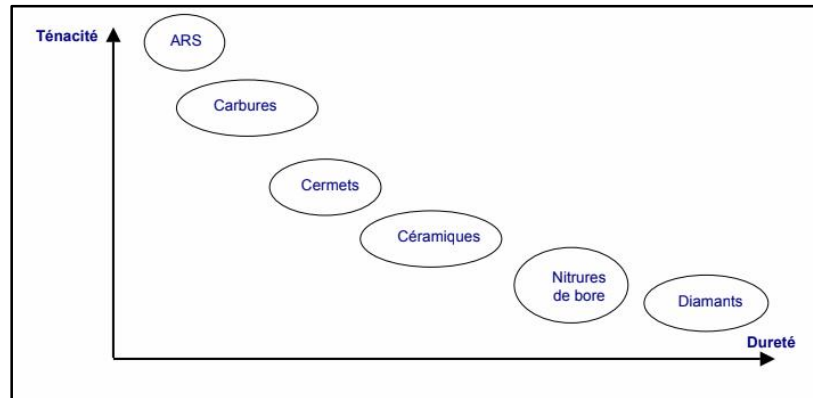 Ténacité
ARS
Carbures
Cermets
Céramiques
Nitrures
de bore
Diamants
Dureté